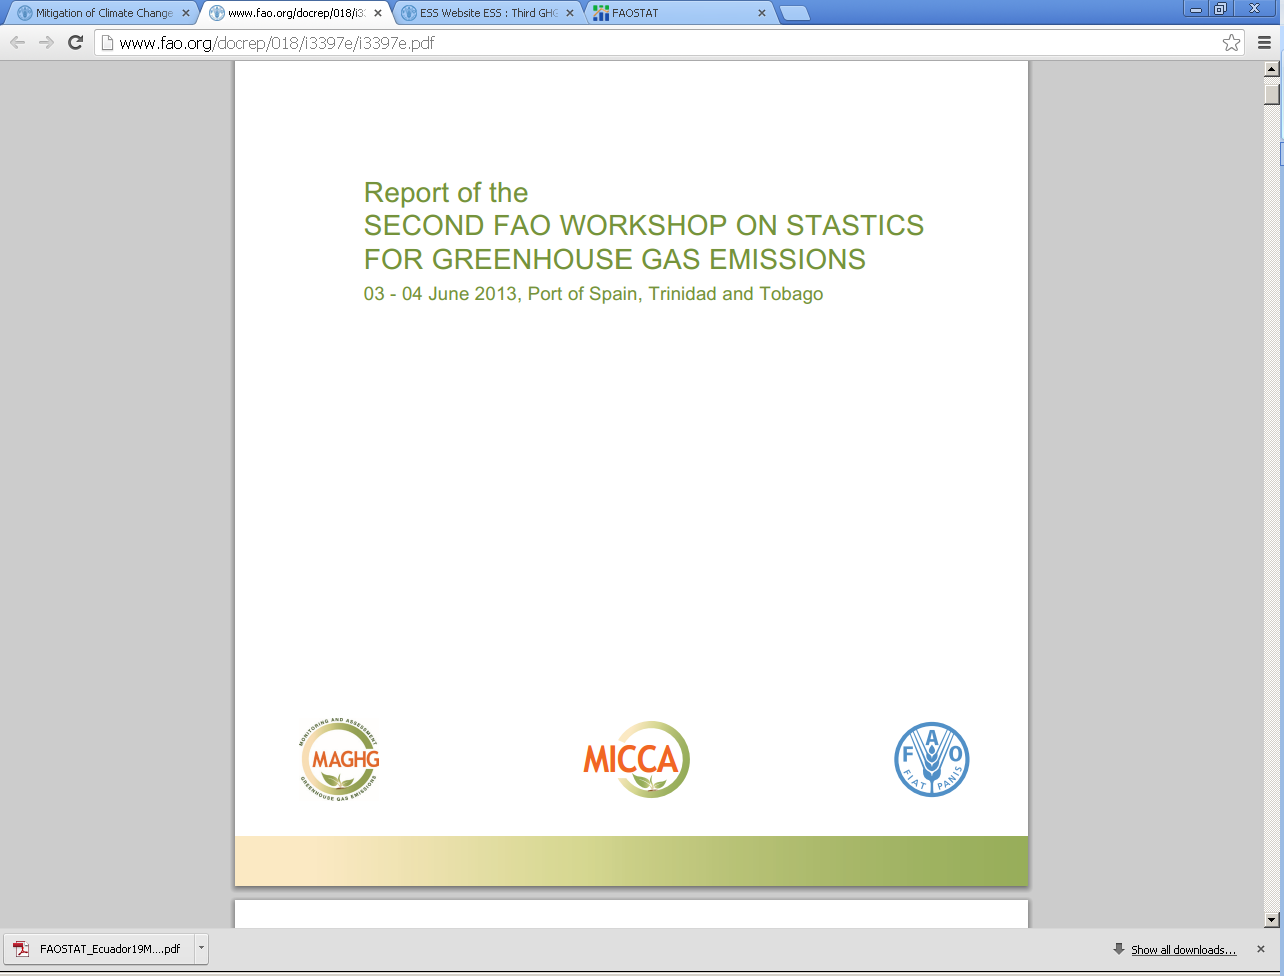 Mitigation of Climate Change
www.fao.org/docrep/018/i3
ESS Website ESS : Third GHG
FAOSTAT
www.fao.org/docrep/018/i3397e/i3397e.pdf
Report of the
SECOND FAO WORKSHOP ON STASTICS
FOR GREENHOUSE GAS EMISSIONS
03 - 04 June 2013, Port of Spain, Trinidad and Tobago
MONITORING AND ASSESSMENT
MAGHG
GREENHOUSE GAS EMISSIONS
MICCA
F A O
FIAT PANIS
FAOSTAT_Ecuador19M....pdf
Show all downloads...